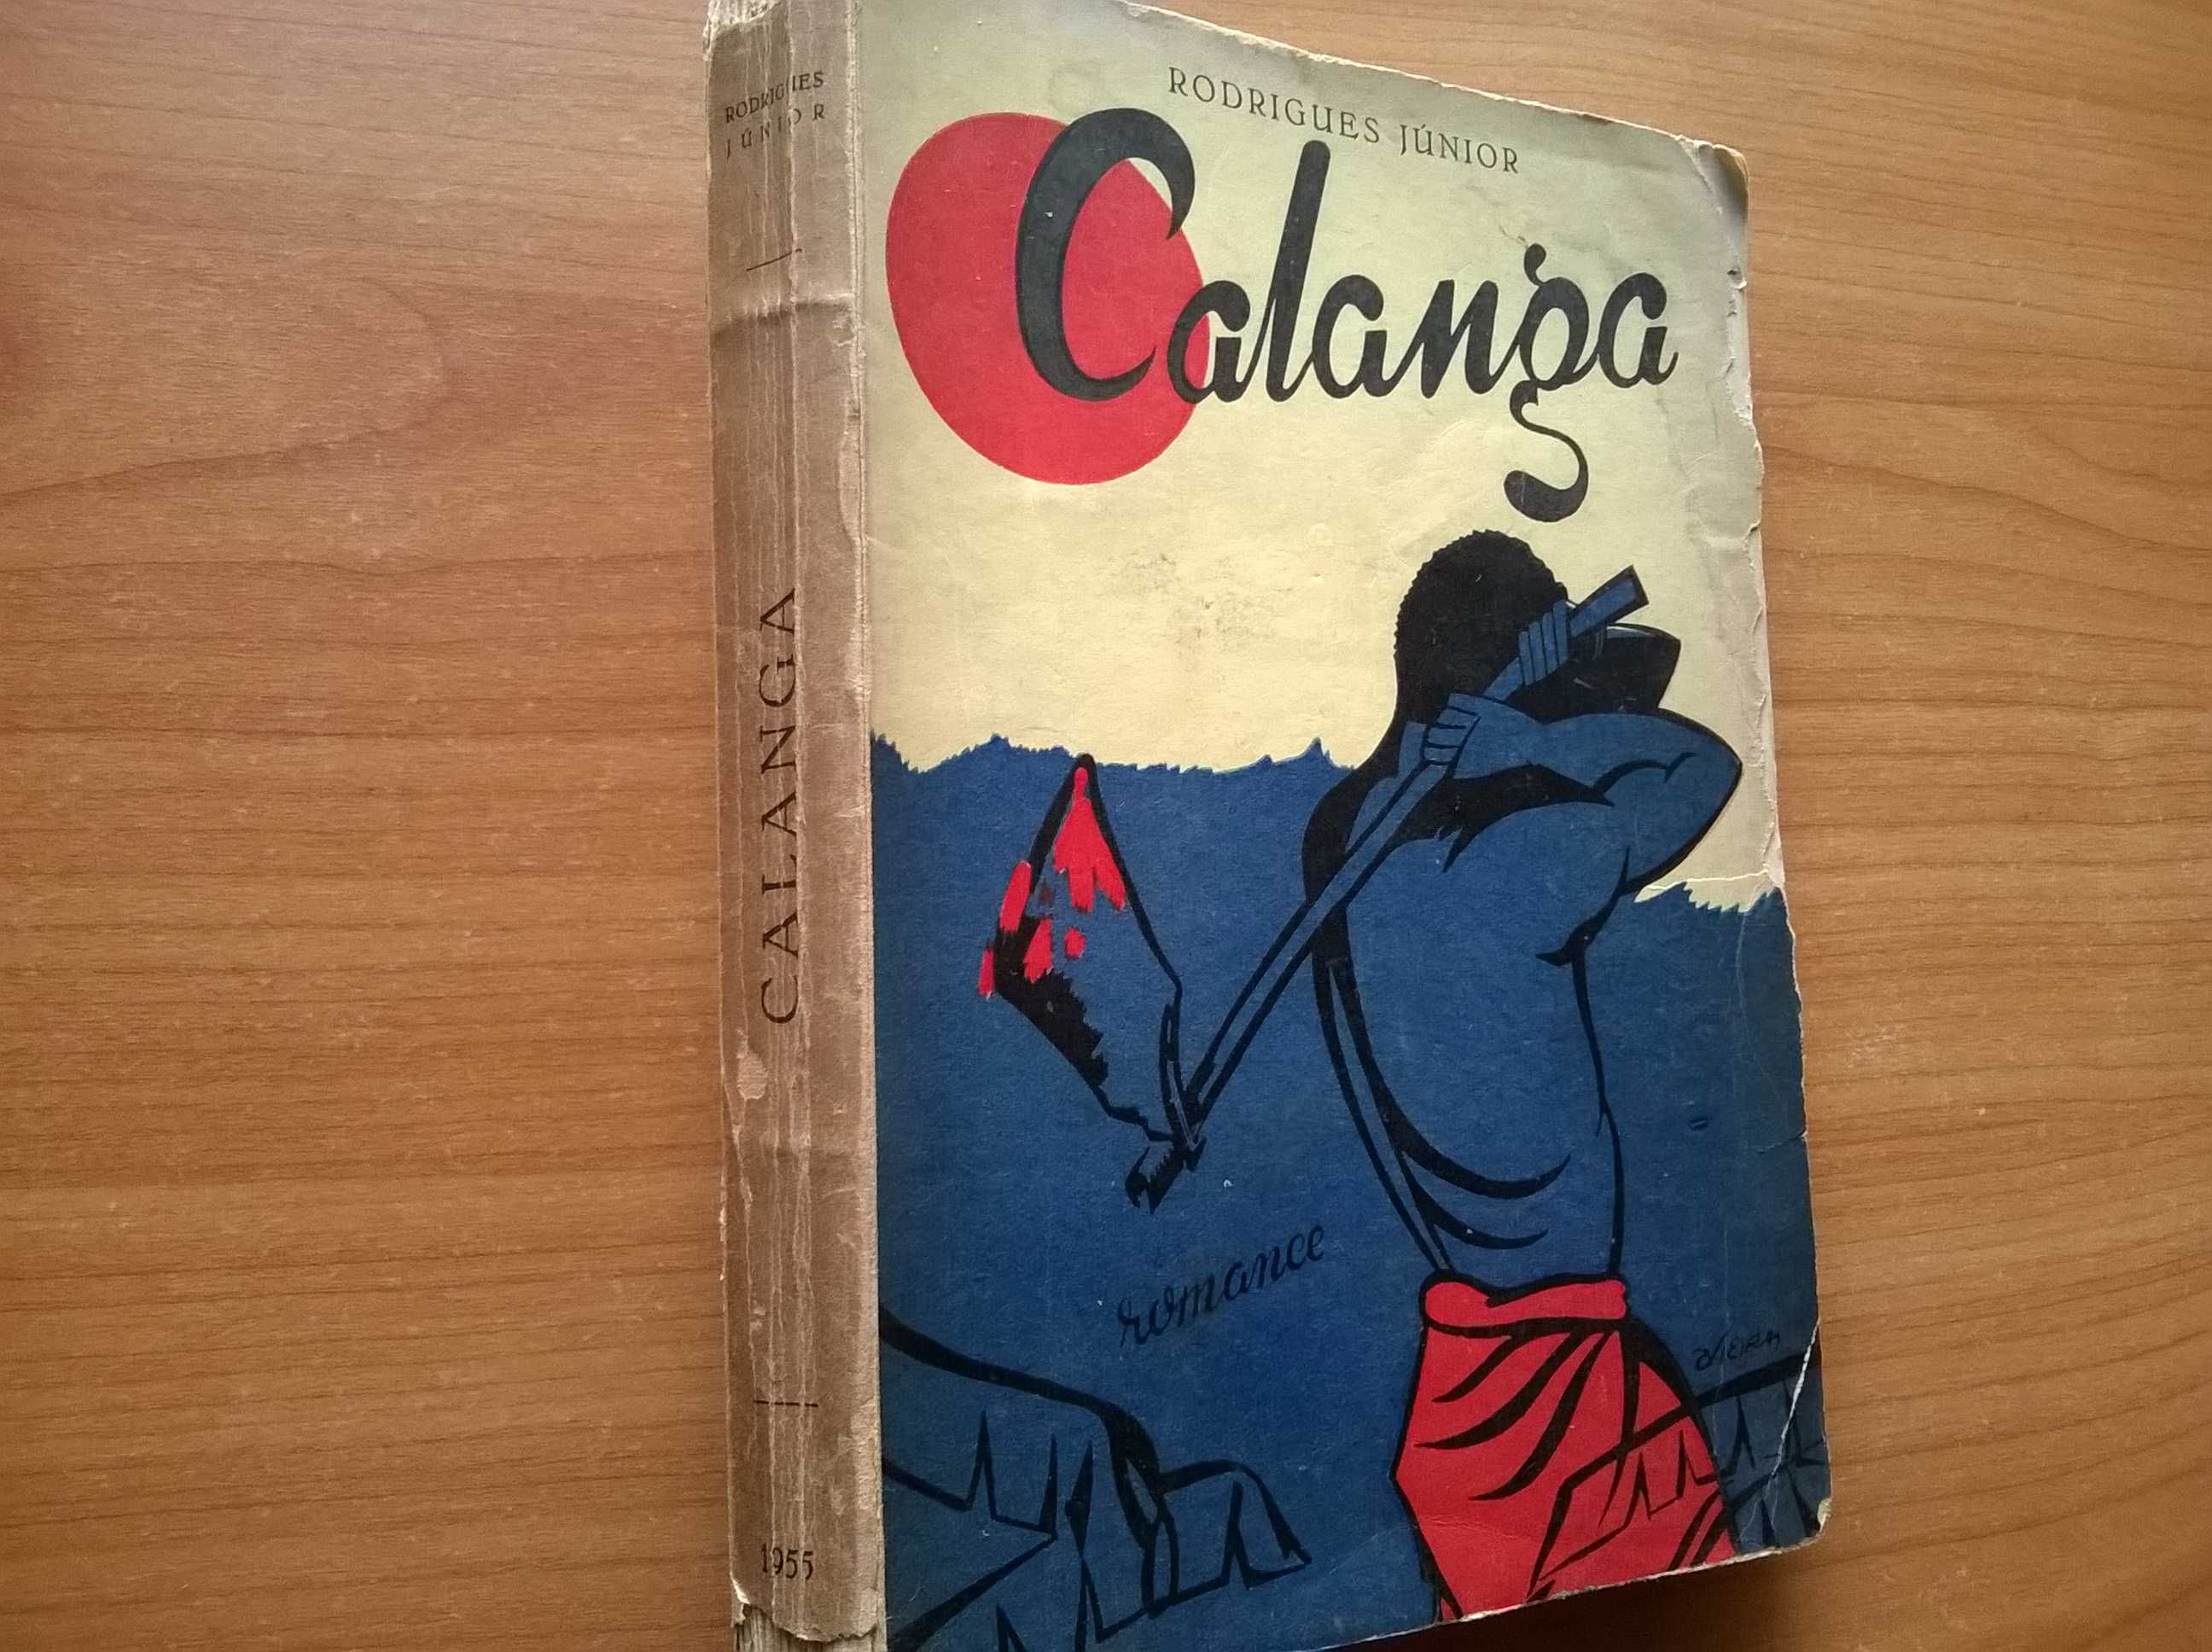 RODRIGUES
JÚNIOR
CALANGA
1955
RODRIGUES JÚNIOR
Calanga
romance
VIEIRA